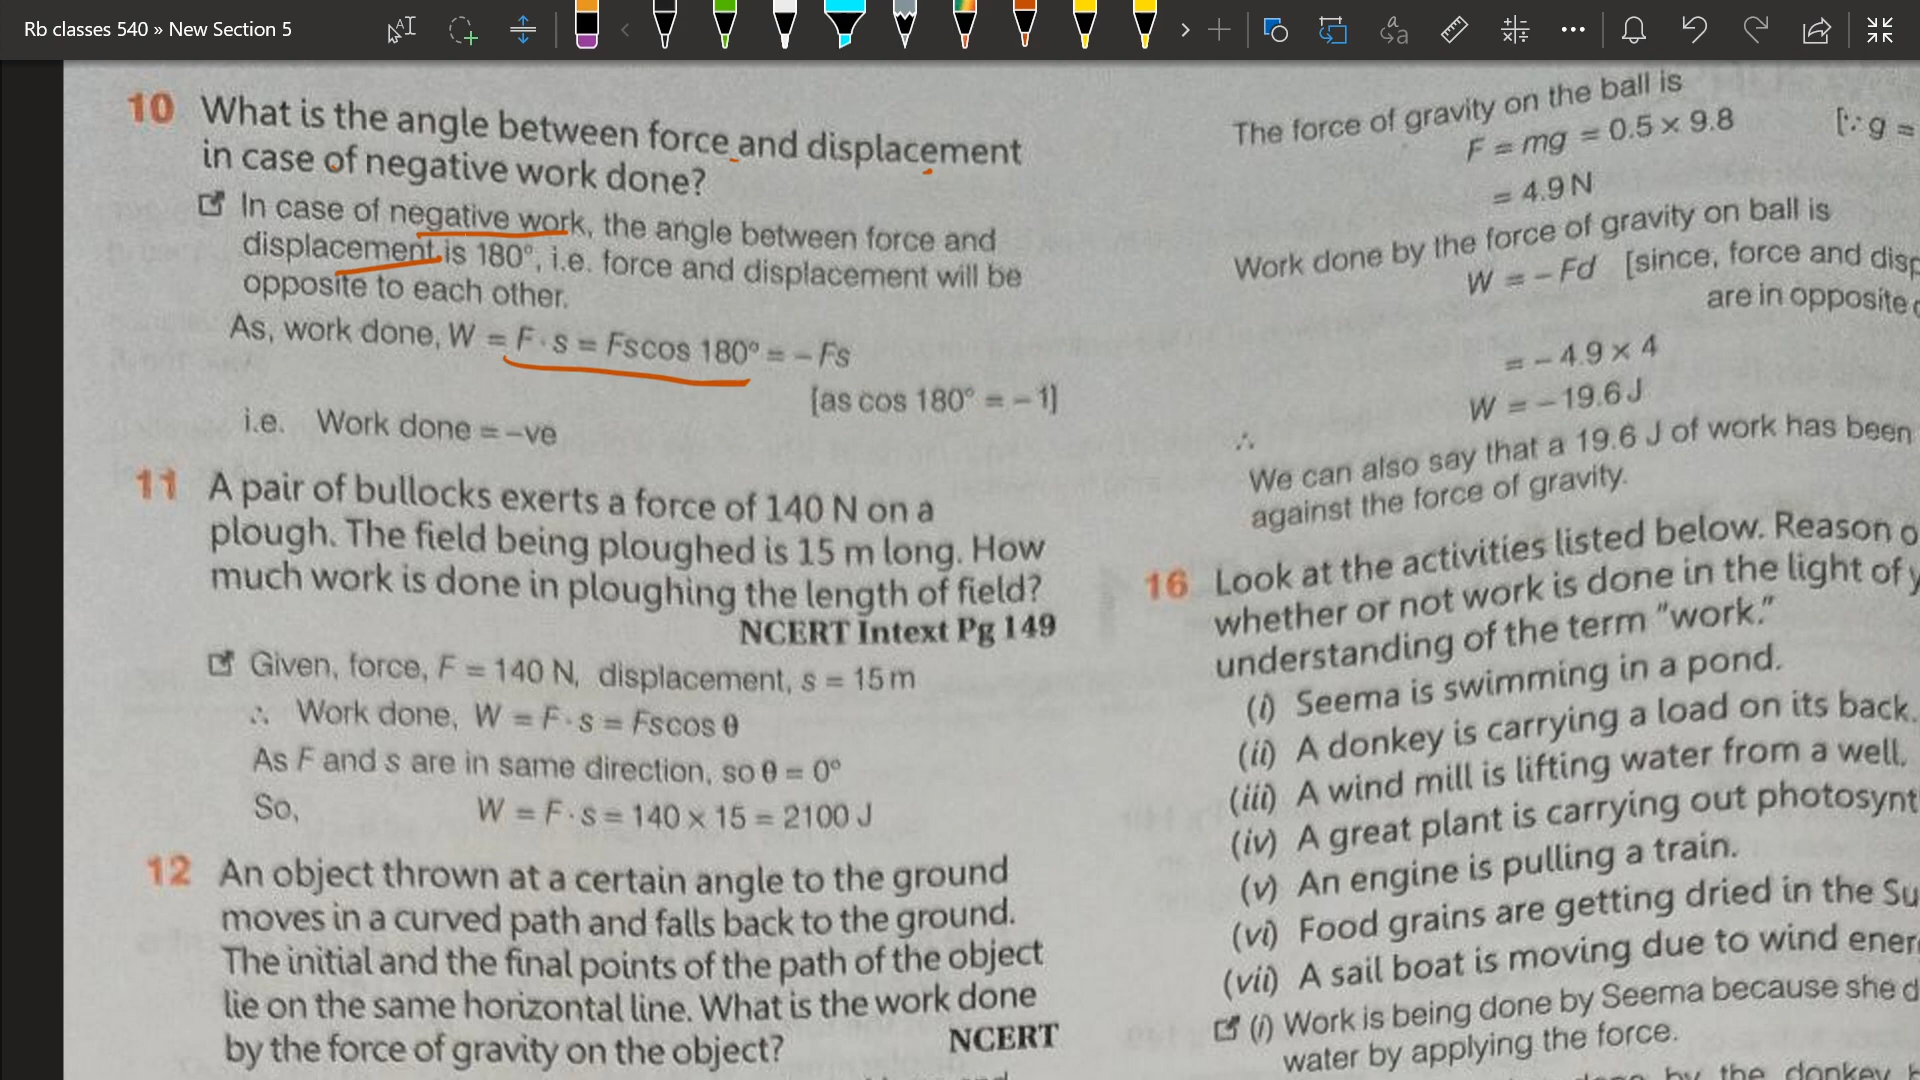 Rb classes 540 » New Section 5
10 What is the angle between force and displacement
in case of negative work done?
In case of negative work, the angle between force and
displacement is 180°, i.e. force and displacement will be
opposite to each other.
As, work done, W = F · s = Fs cos 180° = – Fs
[as cos 180° = – 1]
i.e. Work done = –ve
11 A pair of bullocks exerts a force of 140 N on a
plough. The field being ploughed is 15 m long. How
much work is done in ploughing the length of field?
NCERT Intext Pg 149
Given, force, F = 140 N, displacement, s = 15 m
∴ Work done, W = F · s = Fs cos θ
As F and s are in same direction, so θ = 0°
So, W = F · s = 140 × 15 = 2100 J
12 An object thrown at a certain angle to the ground
moves in a curved path and falls back to the ground.
The initial and the final points of the path of the object
lie on the same horizontal line. What is the work done
by the force of gravity on the object?
NCERT
The force of gravity on the ball is
F = mg = 0.5 × 9.8 [∵ g =
= 4.9 N
Work done by the force of gravity on ball is
W = – Fd [since, force and disp
are in opposite
= – 4.9 × 4
∴ W = – 19.6 J
We can also say that a 19.6 J of work has been
against the force of gravity.
16 Look at the activities listed below. Reason o
whether or not work is done in the light of y
understanding of the term "work."
(i) Seema is swimming in a pond.
(ii) A donkey is carrying a load on its back.
(iii) A wind mill is lifting water from a well.
(iv) A great plant is carrying out photosynt
(v) An engine is pulling a train.
(vi) Food grains are getting dried in the Su
(vii) A sail boat is moving due to wind ener
(i) Work is being done by Seema because she d
water by applying the force.
by the donkey